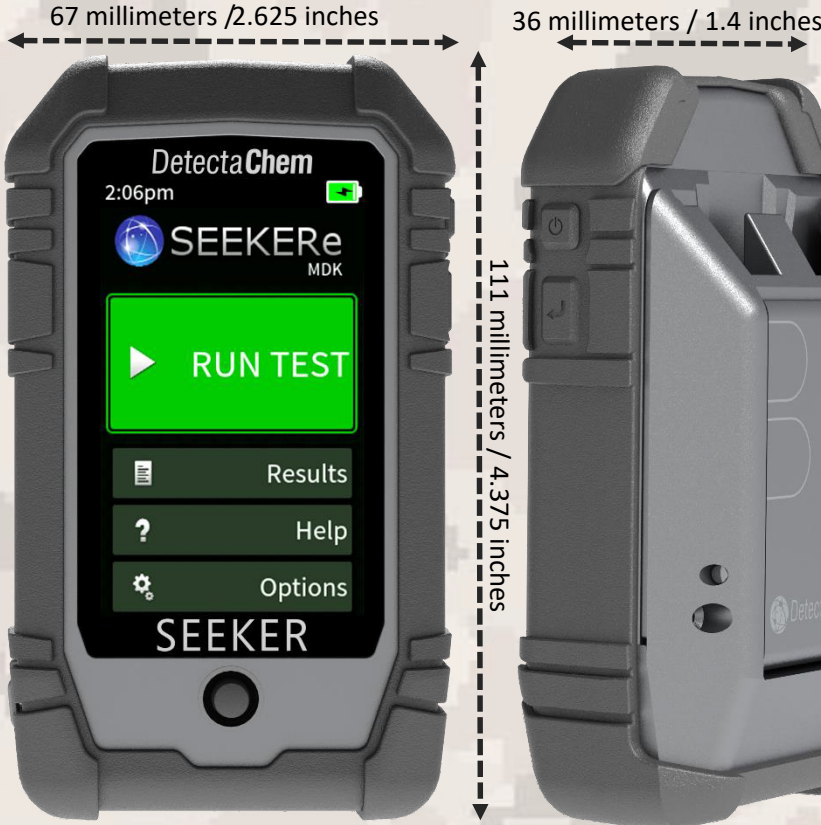 67 millimeters /2.625 inches
36 millimeters / 1.4 inches
DetectaChem
2:06pm
SEEKERe
MDK
RUN TEST
Results
Help
Options
SEEKER
111 millimeters / 4.375 inches
Detec